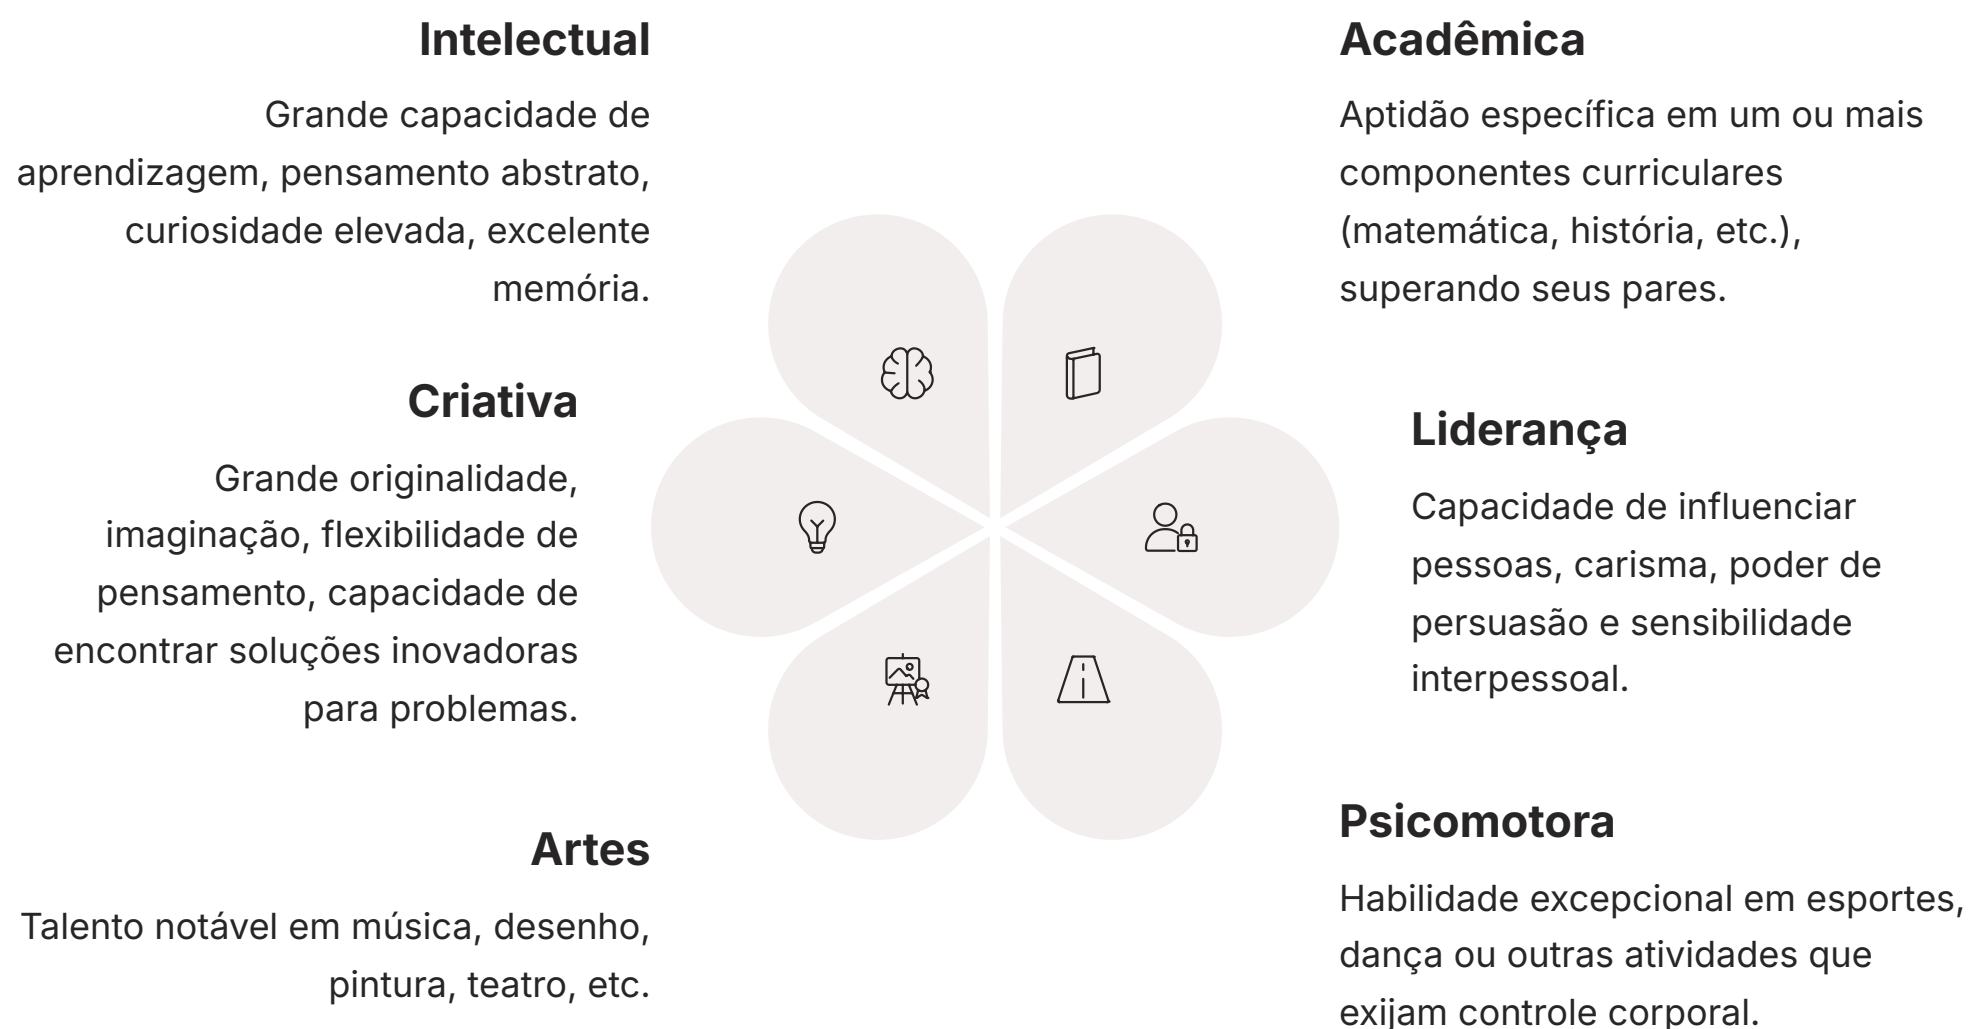 Intelectual
Grande capacidade de
aprendizagem, pensamento abstrato,
curiosidade elevada, excelente
memória.
Acadêmica
Aptidão específica em um ou mais
componentes curriculares
(matemática, história, etc.),
superando seus pares.
Criativa
Grande originalidade,
imaginação, flexibilidade de
pensamento, capacidade de
encontrar soluções inovadoras
para problemas.
Liderança
Capacidade de influenciar
pessoas, carisma, poder de
persuasão e sensibilidade
interpessoal.
Artes
Talento notável em música, desenho,
pintura, teatro, etc.
Psicomotora
Habilidade excepcional em esportes,
dança ou outras atividades que
exijam controle corporal.